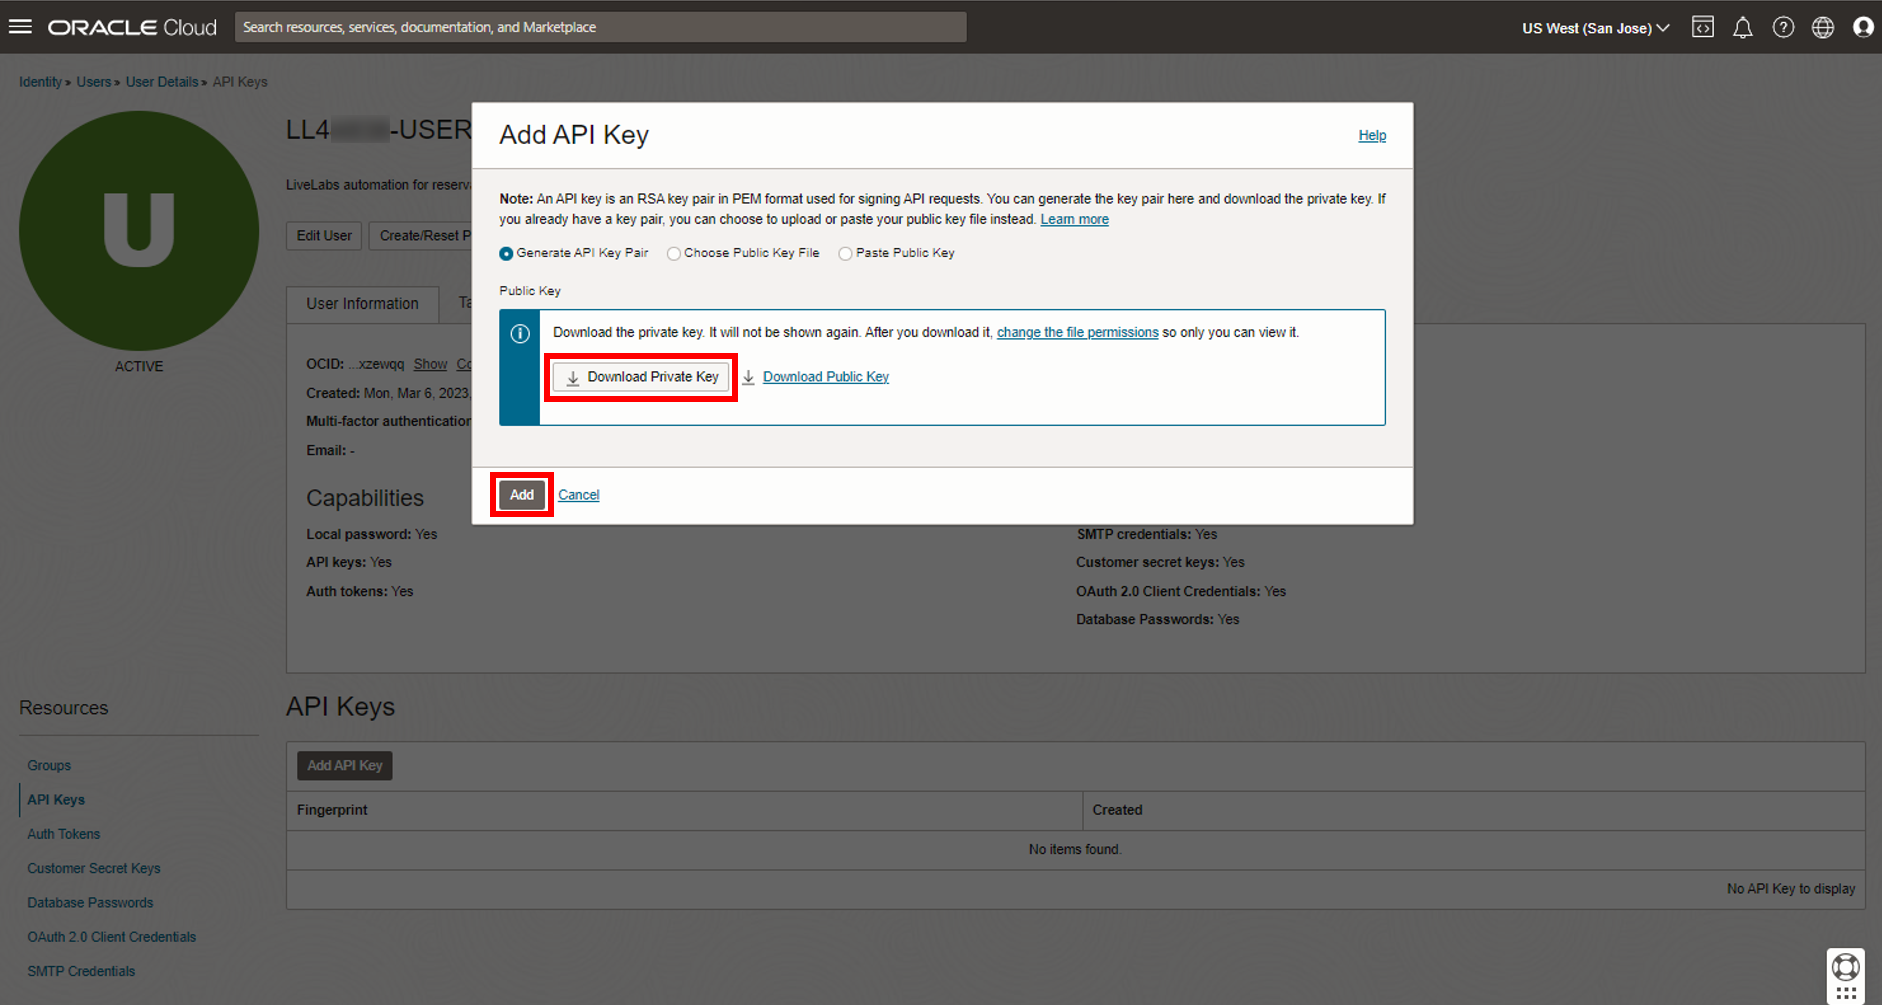 ORACLE Cloud
Search resources, services, documentation, and Marketplace
US West (San Jose)
Identity » Users » User Details » API Keys
U
ACTIVE
LL4 -USER
LiveLabs automation for reserv
Edit User
Create/Reset P
User Information
Ta
OCID: ...xzewqq Show Co
Created: Mon, Mar 6, 2023,
Multi-factor authentication
Email: -
Capabilities
Local password: Yes
API keys: Yes
Auth tokens: Yes
SMTP credentials: Yes
Customer secret keys: Yes
OAuth 2.0 Client Credentials: Yes
Database Passwords: Yes
Add API Key
Help
Note: An API key is an RSA key pair in PEM format used for signing API requests. You can generate the key pair here and download the private key. If
you already have a key pair, you can choose to upload or paste your public key file instead. Learn more
Generate API Key Pair
Choose Public Key File
Paste Public Key
Public Key
Download the private key. It will not be shown again. After you download it, change the file permissions so only you can view it.
Download Private Key
Download Public Key
Add
Cancel
Resources
Groups
API Keys
Auth Tokens
Customer Secret Keys
Database Passwords
OAuth 2.0 Client Credentials
SMTP Credentials
API Keys
Add API Key
Fingerprint
Created
No items found.
No API Key to display